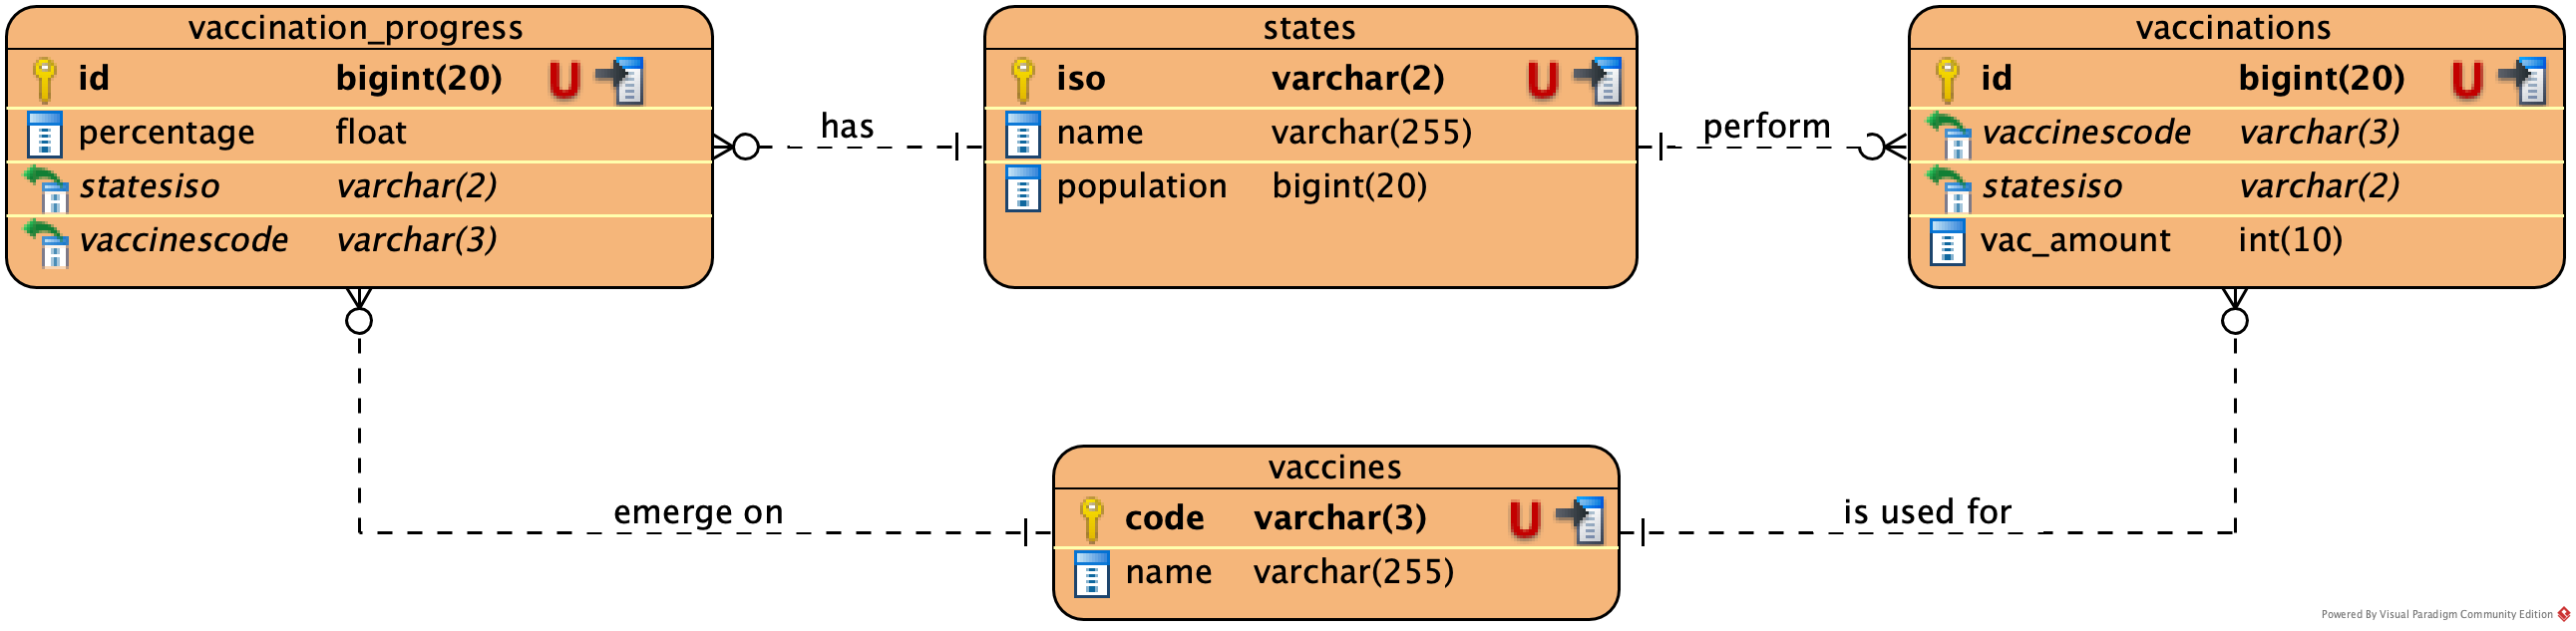 vaccination_progress
id bigint(20) U
percentage float
statesiso varchar(2)
vaccinescode varchar(3)
has
states
iso varchar(2) U
name varchar(255)
population bigint(20)
perform
vaccinations
id bigint(20) U
vaccinescode varchar(3)
statesiso varchar(2)
vac_amount int(10)
emerge on
vaccines
code varchar(3) U
name varchar(255)
is used for
Powered By Visual Paradigm Community Edition